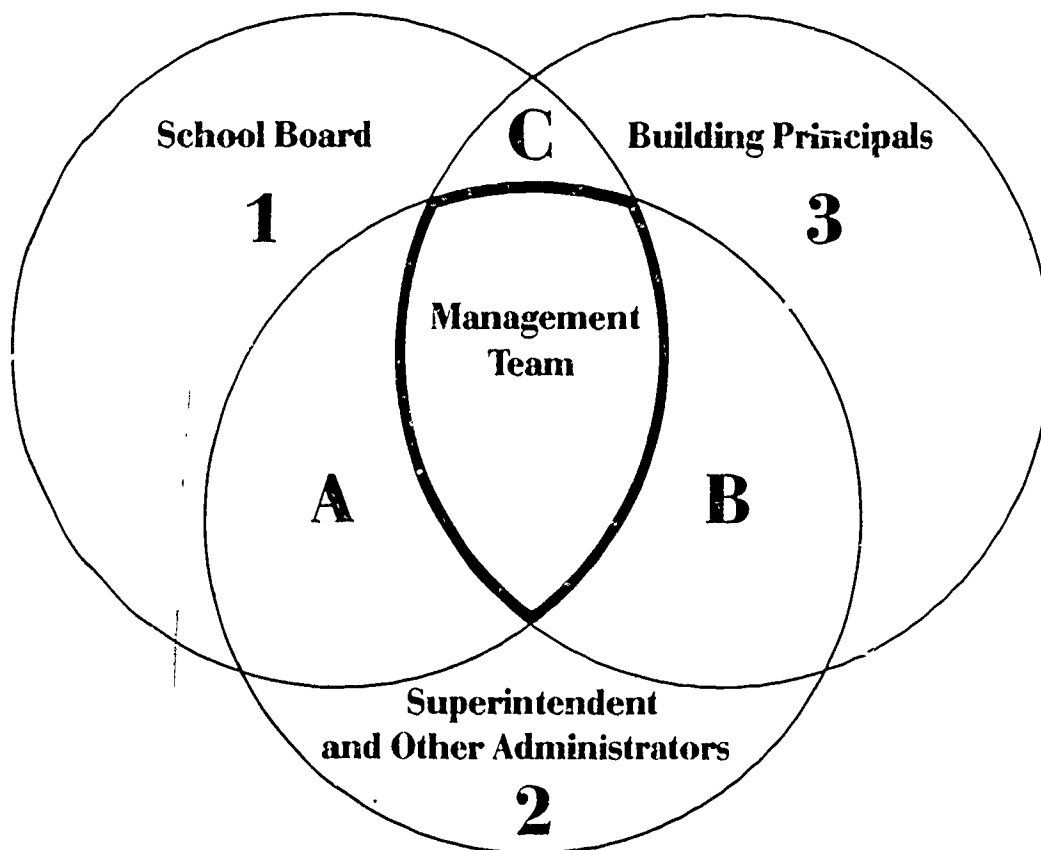 School Board
1
C
Building Principals
3
Management
Team
A
B
Superintendent
and Other Administrators
2